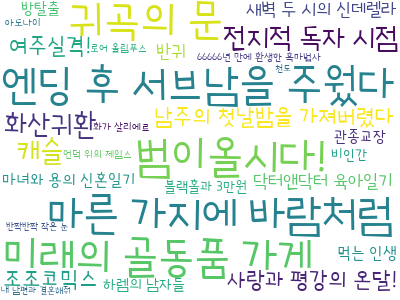 방탈출
귀곡의 문
새벽 두 시의 신데렐라
아도나이
여주실격!
로어 올림푸스
반귀
전지적 독자 시점
66666년 만에 환생한 흑마법사
천도
엔딩 후 서브남을 주웠다
화산귀환
화가 살리에르
남주의 첫날밤을 가져버렸다
관종교장
캐슬
언덕 위의 제임스
범이올시다!
비인간
마녀와 용의 신혼일기
블랙홀과 3만원
닥터앤닥터 육아일기
마른 가지에 바람처럼
반짝반짝 작은 눈
미래의 골동품 가게
먹는 인생
조조코믹스
하렘의 남자들
사랑과 평강의 온달!
내 남편과 결혼해줘